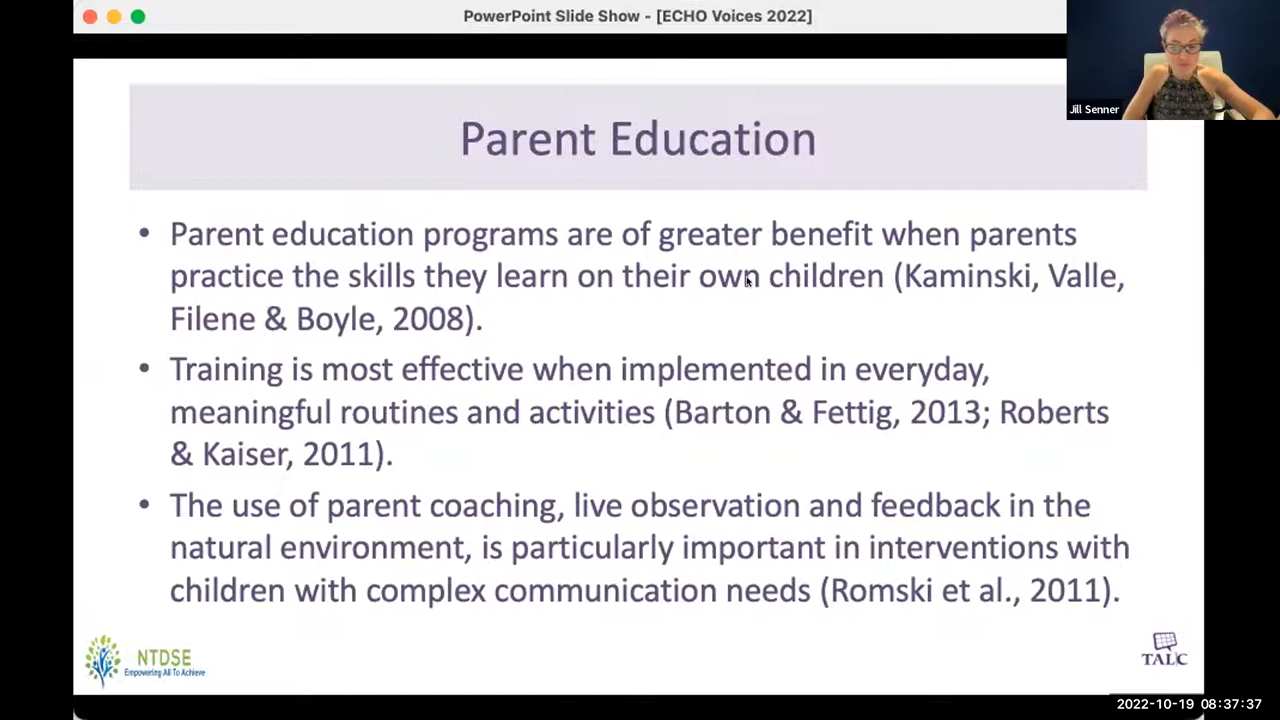 PowerPoint Slide Show - [ECHO Voices 2022]
Jill Senner
Parent Education
• Parent education programs are of greater benefit when parents
practice the skills they learn on their own children (Kaminski, Valle,
Filene & Boyle, 2008).
• Training is most effective when implemented in everyday,
meaningful routines and activities (Barton & Fettig, 2013; Roberts
& Kaiser, 2011).
• The use of parent coaching, live observation and feedback in the
natural environment, is particularly important in interventions with
children with complex communication needs (Romski et al., 2011).
NTDSE
Empowering All To Achieve
TALC
2022-10-19 08:37:37